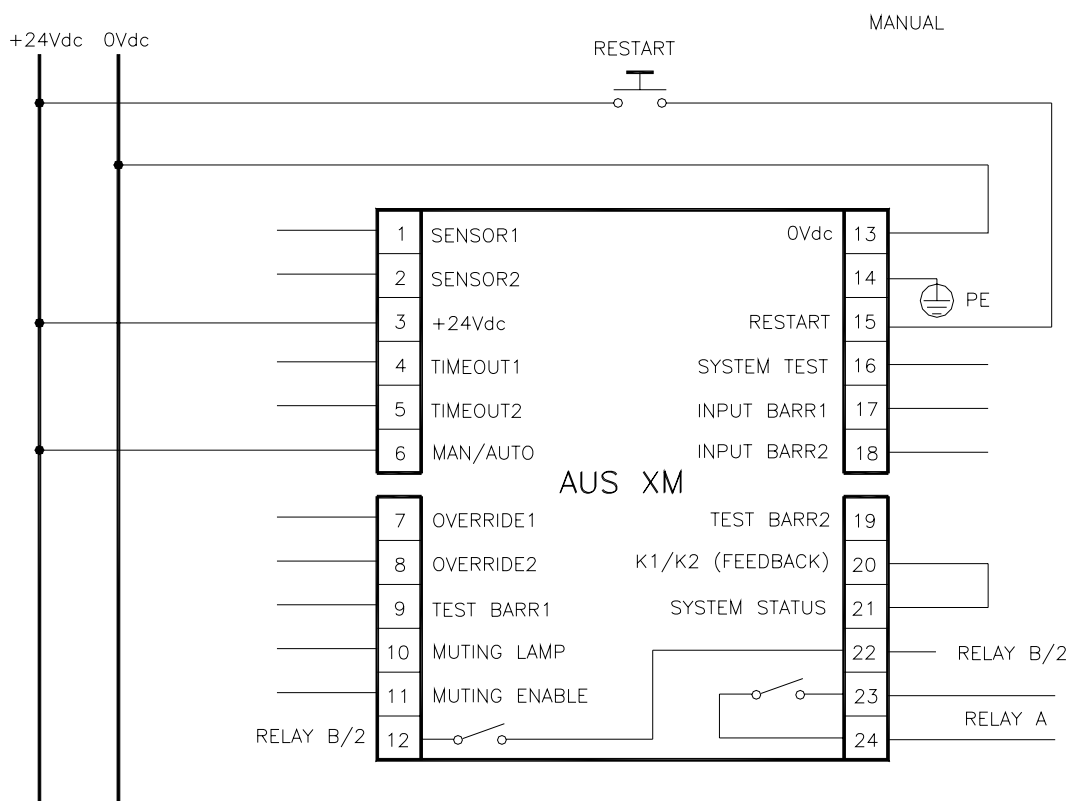 MANUAL
+24Vdc 0Vdc
RESTART
1 SENSOR1 0Vdc 13
2 SENSOR2 14 PE
3 +24Vdc RESTART 15
4 TIMEOUT1 SYSTEM TEST 16
5 TIMEOUT2 INPUT BARR1 17
6 MAN/AUTO INPUT BARR2 18
AUS XM
7 OVERRIDE1 TEST BARR2 19
8 OVERRIDE2 K1/K2 (FEEDBACK) 20
9 TEST BARR1 SYSTEM STATUS 21
10 MUTING LAMP 22 RELAY B/2
11 MUTING ENABLE 23
RELAY A
RELAY B/2 12 24